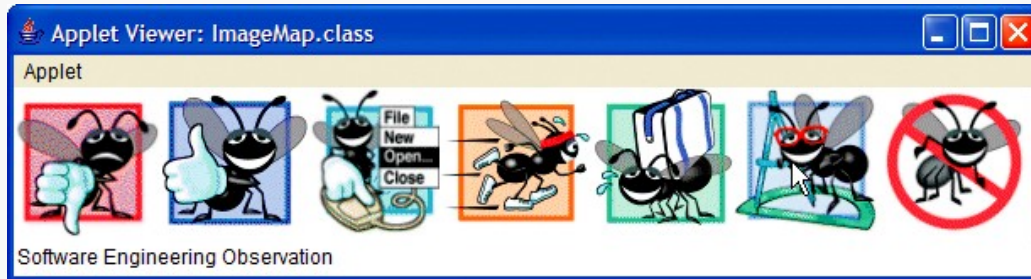 Applet Viewer: ImageMap.class
Applet
File
New
Open...
Close
Software Engineering Observation